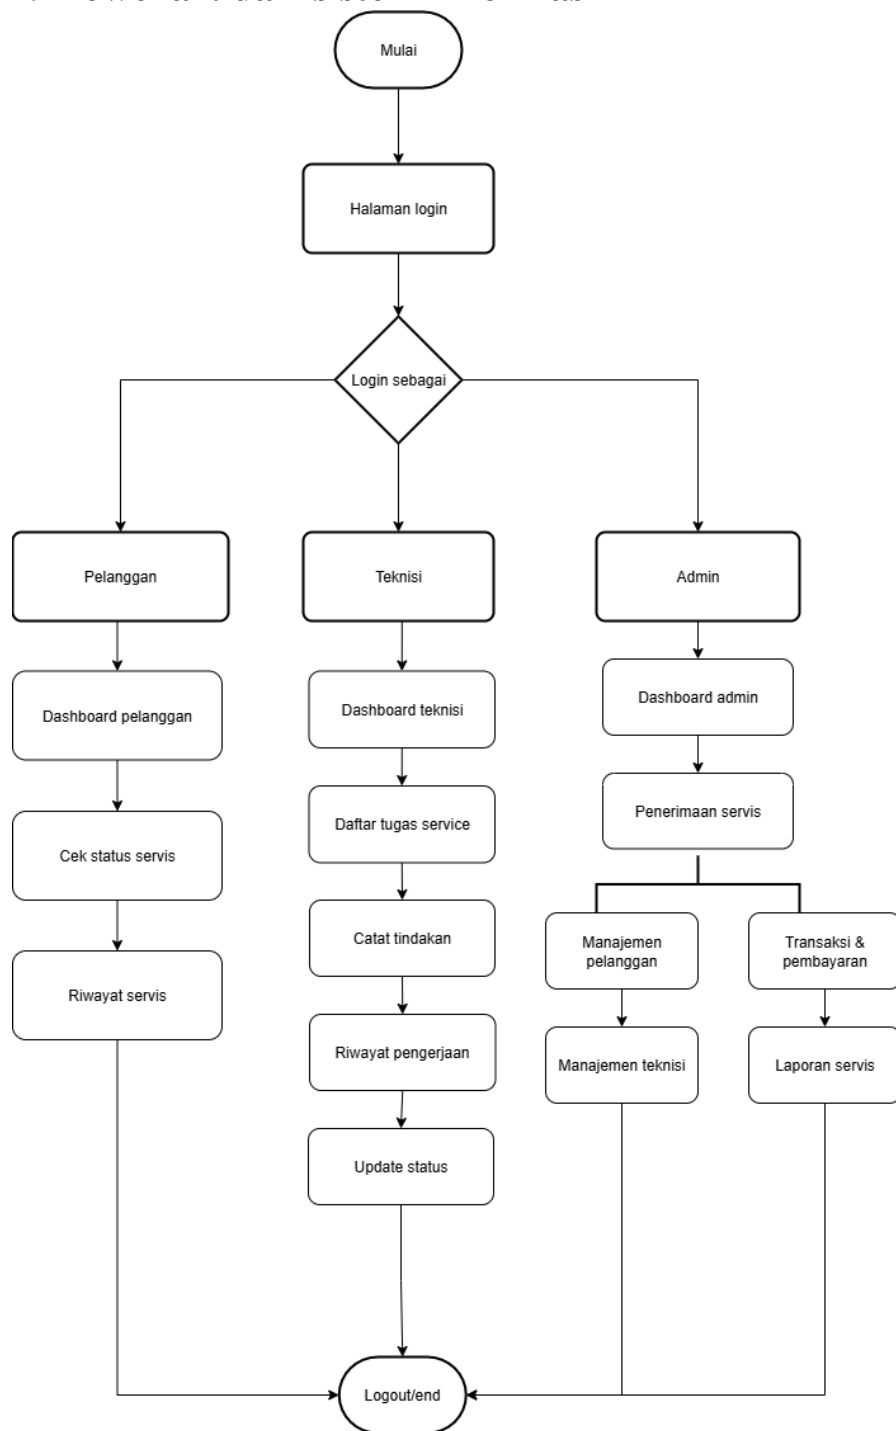 Mulai
Halaman login
Login sebagai
Pelanggan
Teknisi
Admin
Dashboard pelanggan
Dashboard teknisi
Dashboard admin
Cek status servis
Daftar tugas service
Penerimaan servis
Riwayat servis
Catat tindakan
Manajemen
pelanggan
Transaksi &
pembayaran
Riwayat pengerjaan
Manajemen teknisi
Laporan servis
Update status
Logout/end